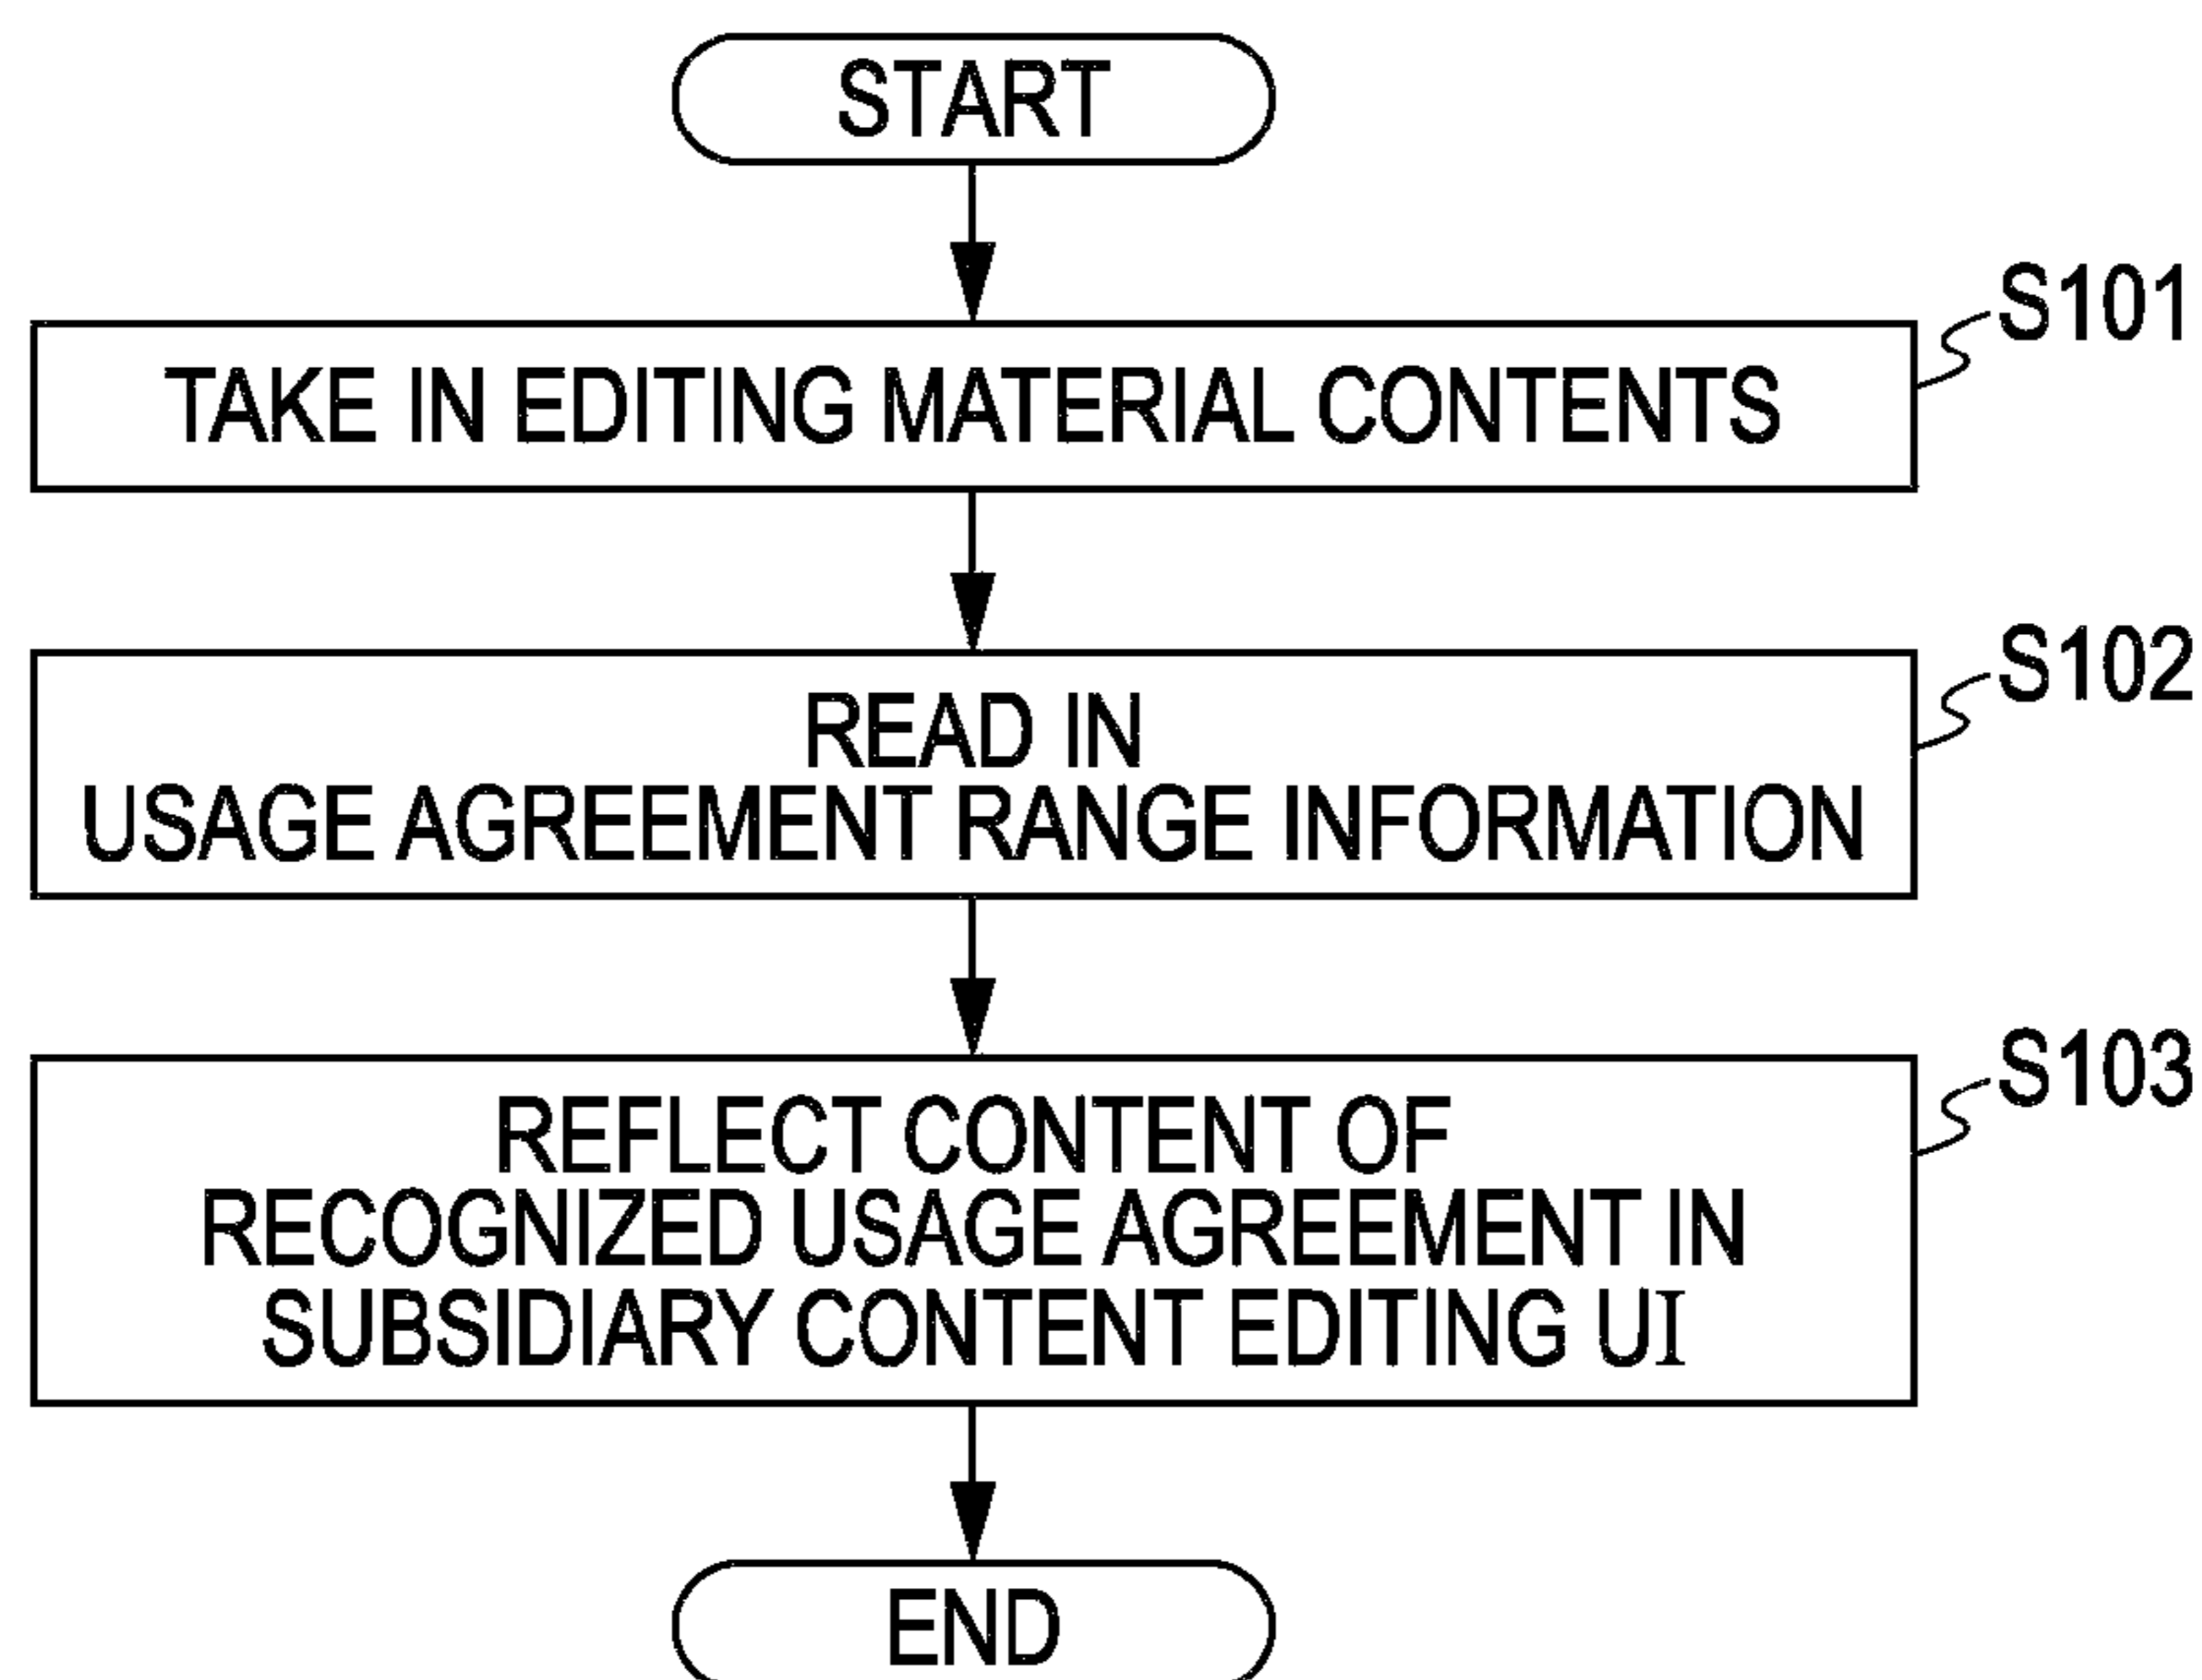 START
S101
TAKE IN EDITING MATERIAL CONTENTS
S102
READ IN
USAGE AGREEMENT RANGE INFORMATION
S103
REFLECT CONTENT OF
RECOGNIZED USAGE AGREEMENT IN
SUBSIDIARY CONTENT EDITING UI
END